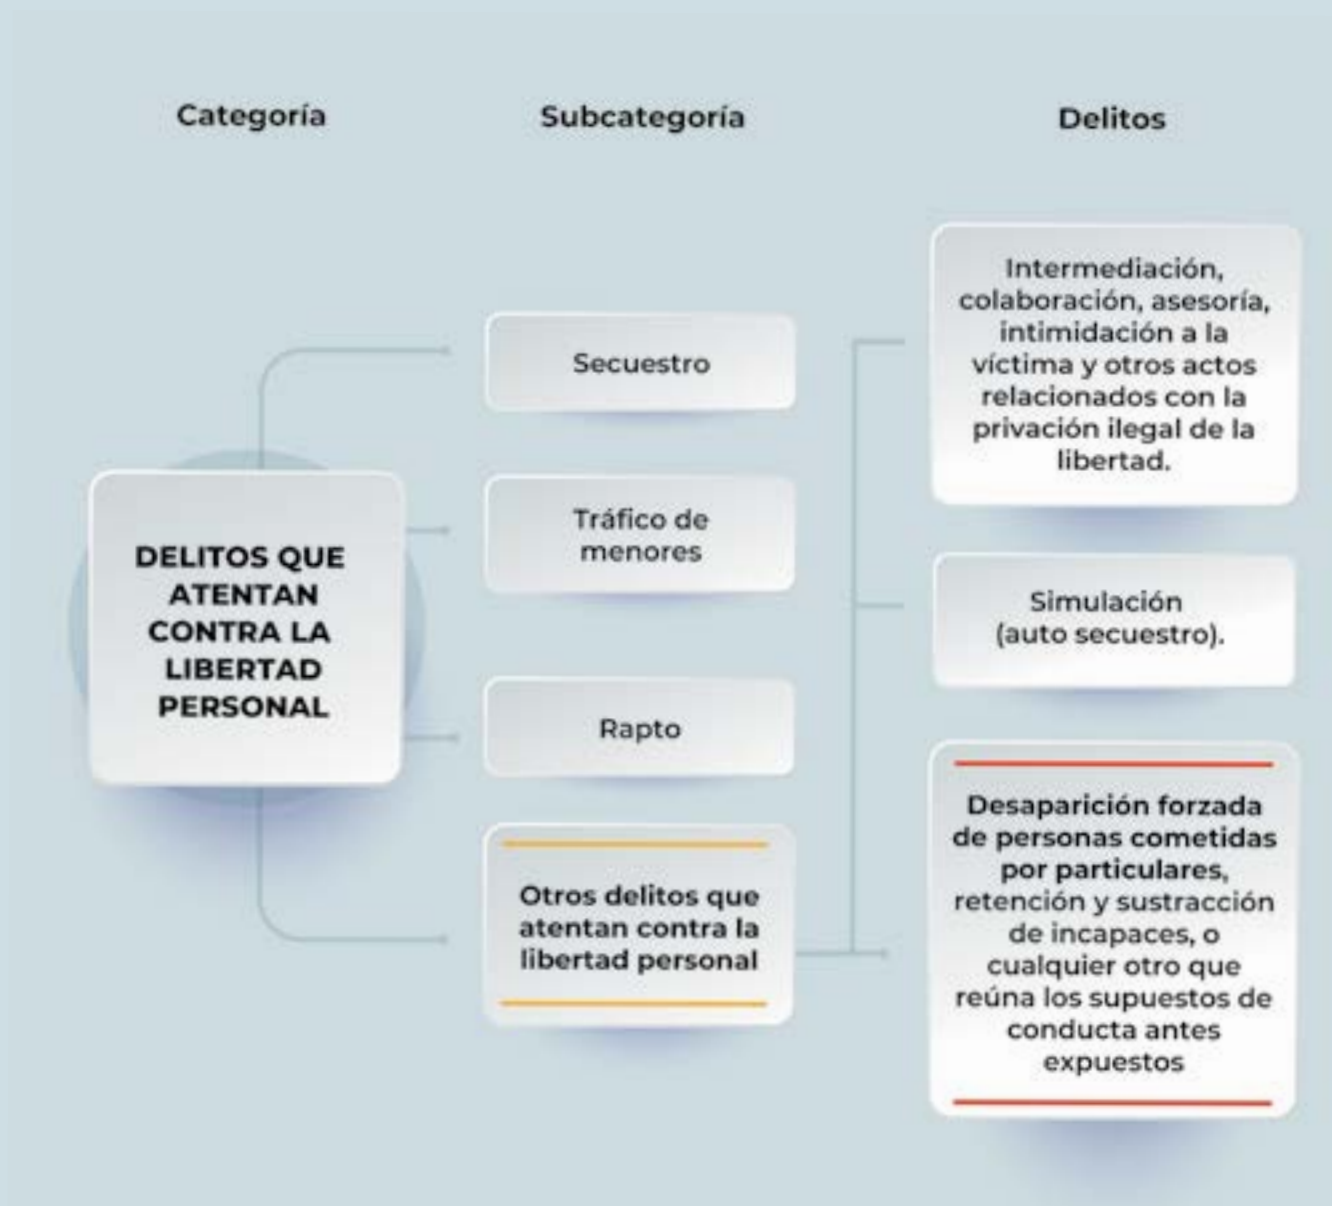 Categoría
Subcategoría
Delitos
DELITOS QUE
ATENTAN
CONTRA LA
LIBERTAD
PERSONAL
Secuestro
Tráfico de
menores
Rapto
Otros delitos que
atentan contra la
libertad personal
Intermediación,
colaboración, asesoría,
intimidación a la
víctima y otros actos
relacionados con la
privación ilegal de la
libertad.
Simulación
(auto secuestro).
Desaparición forzada
de personas cometidas
por particulares,
retención y sustracción
de incapaces, o
cualquier otro que
reúna los supuestos de
conducta antes
expuestos